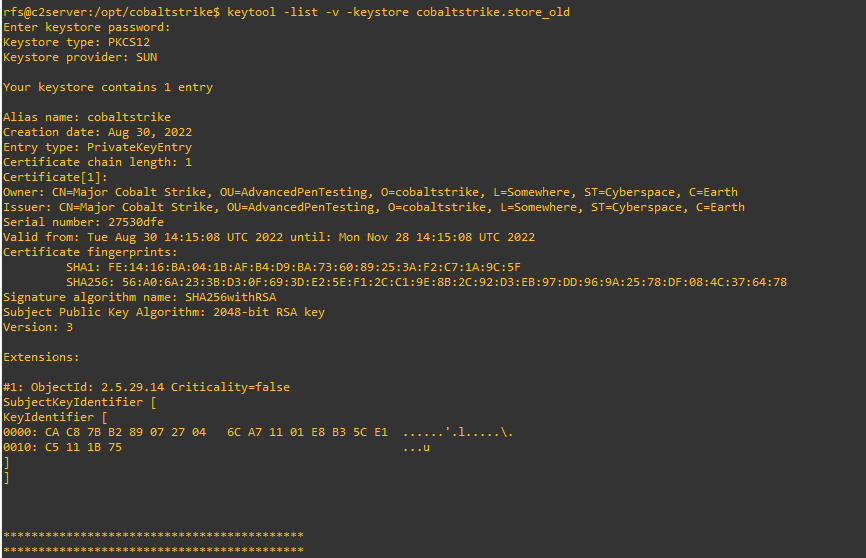 rfs@c2server:/opt/cobaltstrike$ keytool -list -v -keystore cobaltstrike.store_old
Enter keystore password:
Keystore type: PKCS12
Keystore provider: SUN
Your keystore contains 1 entry
Alias name: cobaltstrike
Creation date: Aug 30, 2022
Entry type: PrivateKeyEntry
Certificate chain length: 1
Certificate[1]:
Owner: CN=Major Cobalt Strike, OU=AdvancedPenTesting, O=cobaltstrike, L=Somewhere, ST=Cyberspace, C=Earth
Issuer: CN=Major Cobalt Strike, OU=AdvancedPenTesting, O=cobaltstrike, L=Somewhere, ST=Cyberspace, C=Earth
Serial number: 27530dfe
Valid from: Tue Aug 30 14:15:08 UTC 2022 until: Mon Nov 28 14:15:08 UTC 2022
Certificate fingerprints:
SHA1: FE:14:16:BA:04:1B:AF:B4:D9:BA:73:60:89:25:3A:F2:C7:1A:9C:5F
SHA256: 56:A0:6A:23:3B:D3:0F:69:3D:E2:5E:F1:2C:C1:9E:8B:2C:92:D3:EB:97:DD:96:9A:25:78:DF:08:4C:37:64:78
Signature algorithm name: SHA256withRSA
Subject Public Key Algorithm: 2048-bit RSA key
Version: 3
Extensions:
#1: ObjectId: 2.5.29.14 Criticality=false
SubjectKeyIdentifier [
KeyIdentifier [
0000: CA C8 7B B2 89 07 27 04   6C A7 11 01 E8 B3 5C E1  ......'.l.....\.
0010: C5 11 1B 75                                        ...u
]
]
*******************************************
*******************************************